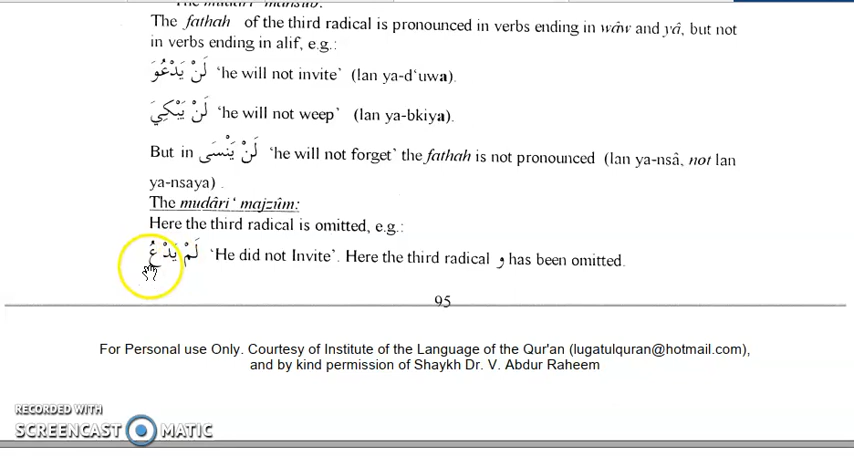 The mudâri‘ mansûb:
The fathah of the third radical is pronounced in verbs ending in wâw and yâ, but not
in verbs ending in alif, e.g.:
لَنْ يَدْعُوَ ‘he will not invite’ (lan ya-d‘uwa).
لَنْ يَبْكِيَ ‘he will not weep’ (lan ya-bkiya).
But in لَنْ يَنْسَى ‘he will not forget’ the fathah is not pronounced (lan ya-nsâ, not lan
ya-nsaya) .
The mudâri‘ majzûm:
Here the third radical is omitted, e.g.:
لَمْ يَدْعُ ‘He did not Invite’. Here the third radical و has been omitted.
95
For Personal use Only. Courtesy of Institute of the Language of the Qur'an (lugatulquran@hotmail.com),
and by kind permission of Shaykh Dr. V. Abdur Raheem
RECORDED WITH
SCREENCAST MATIC